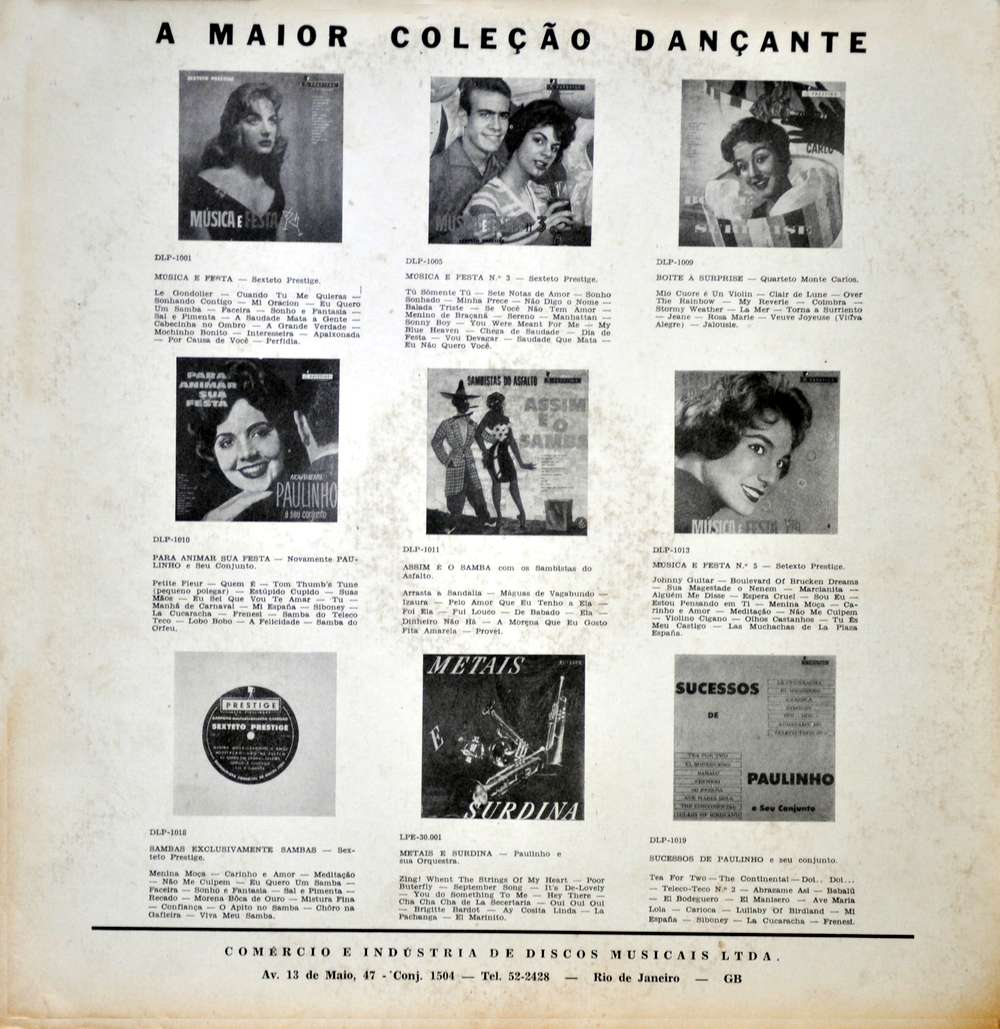 A MAIOR COLEÇÃO DANÇANTE
SEXTETO PRESTIGE
MÚSICA E FESTA
DLP-1001
MÚSICA E FESTA — Sexteto Prestige.
Le Gondolier — Cuando Tu Me Quieras —
Sonhando Contigo — Mi Oracion — Eu Quero
Um Samba — Faceira — Sonho e Fantasia —
Sal e Pimenta — A Saudade Mata a Gente —
Cabecinha no Ombro — A Grande Verdade —
Mochinho Bonito — Interesseira — Apaixonada
— Por Causa de Você — Perfidia.
DLP-1005
MÚSICA E FESTA N.º 3 — Sexteto Prestige.
Tú Sòmente Tú — Sete Notas de Amor — Sonho
Sonhado — Minha Prece — Não Digo o Nome —
Balada Triste — Se Você Não Tem Amor —
Menino de Braçaná — Sereno — Manhattan —
Sonny Boy — You Were Meant For Me — My
Blue Heaven — Chega de Saudade — Dia de
Festa — Vou Devagar — Saudade Que Mata —
Eu Não Quero Você.
CARLO
DLP-1009
BOITE À SURPRISE — Quarteto Monte Carlos.
Mio Cuore é Un Violin — Clair de Lune — Over
The Rainbow — My Reverie — Coimbra —
Stormy Weather — La Mer — Torna a Surriento
— Jeane — Rosa Marie — Veuve Joyeuse (Viúva
Alegre) — Jalousie.
PARA
ANIMAR
SUA
FESTA
NOVAMENTE
PAULINHO
e seu conjunto
DLP-1010
PARA ANIMAR SUA FESTA — Novamente PAU-
LINHO e Seu Conjunto.
Petite Fleur — Quem É — Tom Thumb's Tune
(pequeno polegar) — Estúpido Cupido — Suas
Mãos — Eu Sei Que Vou Te Amar — Tu —
Manhã de Carnaval — Mi España — Siboney —
La Cucaracha — Frenesi — Samba do Teleco
Teco — Lobo Bobo — A Felicidade — Samba do
Orfeu.
SAMBISTAS DO ASFALTO
ASSIM
É O
SAMBA
DLP-1011
ASSIM É O SAMBA com os Sambistas do
Asfalto.
Arrasta a Sandália — Máguas de Vagabundo —
Izaura — Pelo Amor Que Eu Tenho a Ela —
Foi Ela — Fui Louco — De Babado — Ela —
Dinheiro Não Há — A Morena Que Eu Gosto
Fita Amarela — Provei.
MÚSICA E FESTA
DLP-1013
MÚSICA E FESTA N.º 5 — Setexto Prestige.
Johnny Guitar — Boulevard Of Brucken Dreams
— Sua Magestade o Nenem — Marcianita —
Alguém Me Disse — Espera Cruel — Sou Eu —
Estou Pensando em Ti — Menina Moça — Ca-
rinho e Amor — Meditação — Não Me Culpem
— Violino Cigano — Olhos Castanhos — Tu És
Meu Castigo — Las Muchachas de La Plaza
España.
PRESTIGE
SEXTETO PRESTIGE
DLP-1018
SAMBAS EXCLUSIVAMENTE SAMBAS — Sex-
teto Prestige.
Menina Moça — Carinho e Amor — Meditação
— Não Me Culpem — Eu Quero Um Samba —
Faceira — Sonho e Fantasia — Sal e Pimenta —
Recado — Morena Bôca de Ouro — Mistura Fina
— Confiança — O Apito no Samba — Chôro na
Gafieira — Viva Meu Samba.
METAIS
E
SURDINA
LPE-30.001
METAIS E SURDINA — Paulinho e
sua Orquestra.
Zing! Whent The Strings Of My Heart — Poor
Buterfly — September Song — It's De-Lovely
— You do Something To Me — Hey There —
Cha Cha Cha de La Secertaria — Oui Oui Oui
— Brigitte Bardot — Ay Cosita Linda — La
Pachanga — El Marinito.
SUCESSOS
DE
PAULINHO
e Seu Conjunto
DLP-1019
SUCESSOS DE PAULINHO e seu conjunto.
Tea For Two — The Continental — Dol.. Dol...
— Teleco-Teco N.º 2 — Abrazame Asi — Babalú
— El Bodeguero — El Manisero — Ave Maria
Lola — Carioca — Lullaby Of Birdland — Mi
España — Siboney — La Cucaracha — Frenesi.
COMÉRCIO E INDÚSTRIA DE DISCOS MUSICAIS LTDA.
Av. 13 de Maio, 47 - Conj. 1504 — Tel. 52-2428 — Rio de Janeiro — GB